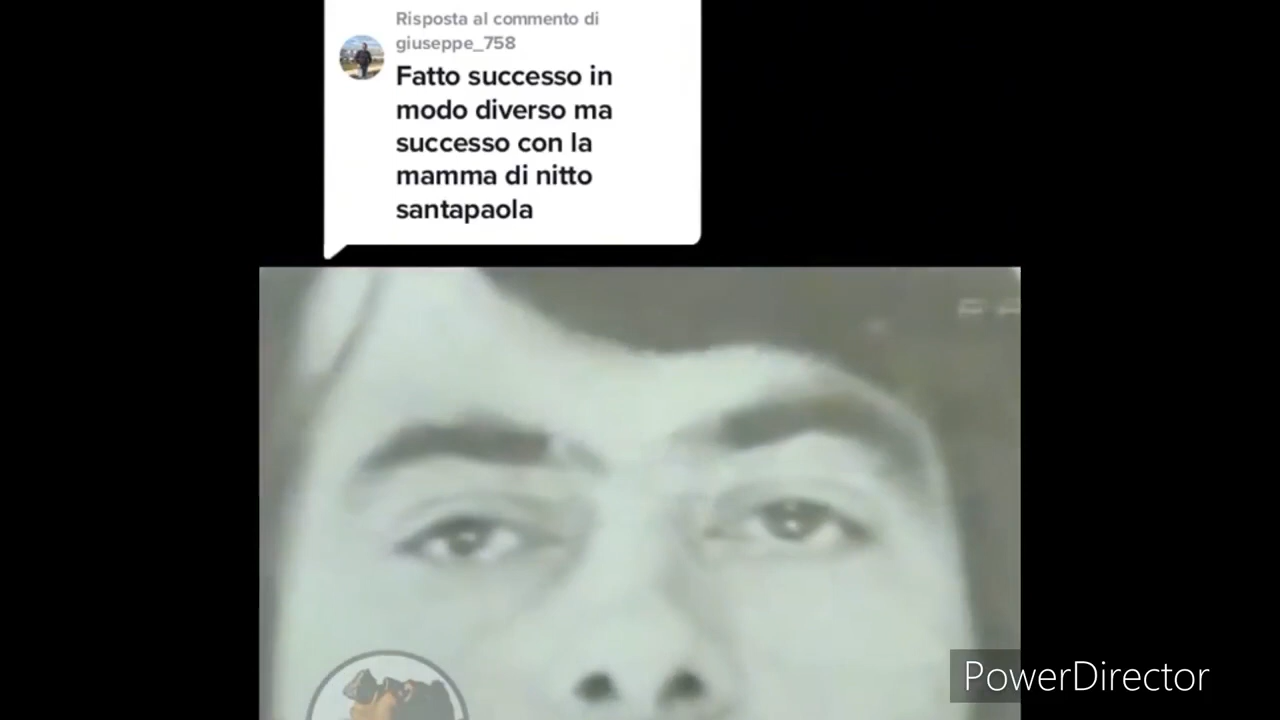 Risposta al commento di
giuseppe_758
Fatto successo in
modo diverso ma
successo con la
mamma di nitto
santapaola
PowerDirector